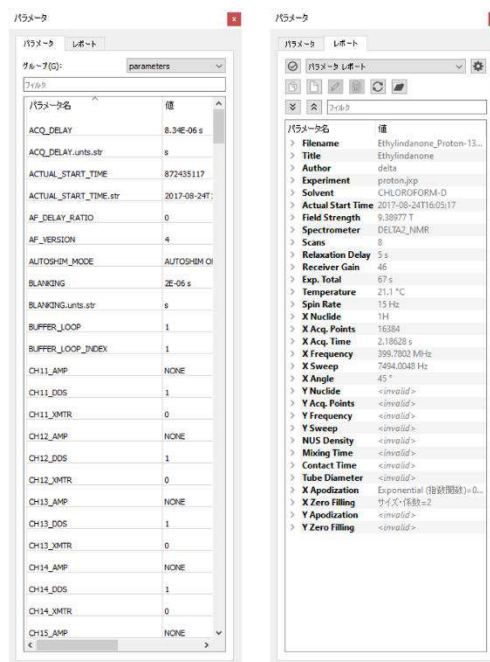 パラメータ
パラメータ レポート
グループ(G): parameters
フィルタ
パラメータ名 値
ACQ_DELAY 8.34E-06 s
ACQ_DELAY.unts.str s
ACTUAL_START_TIME 872435117
ACTUAL_START_TIME.str 2017-08-24T:
AF_DELAY_RATIO 0
AF_VERSION 4
AUTOSHIM_MODE AUTOSHIM OI
BLANKING 2E-06 s
BLANKING.unts.str s
BUFFER_LOOP 1
BUFFER_LOOP_INDEX 1
CH11_AMP NONE
CH11_DDS 1
CH11_XMTR 0
CH12_AMP NONE
CH12_DDS 1
CH12_XMTR 0
CH13_AMP NONE
CH13_DDS 1
CH13_XMTR 0
CH14_AMP NONE
CH14_DDS 1
CH14_XMTR 0
CH15_AMP NONE
パラメータ
パラメータ レポート
パラメータ レポート
フィルタ
パラメータ名 値
Filename Ethylindanone_Proton-13...
Title Ethylindanone
Author delta
Experiment proton.jxp
Solvent CHLOROFORM-D
Actual Start Time 2017-08-24T16:05:17
Field Strength 9.38977 T
Spectrometer DELTA2_NMR
Scans 8
Relaxation Delay 5 s
Receiver Gain 46
Exp. Total 67 s
Temperature 21.1 °C
Spin Rate 15 Hz
X Nuclide 1H
X Acq. Points 16384
X Acq. Time 2.18628 s
X Frequency 399.7802 MHz
X Sweep 7494.0048 Hz
X Angle 45 °
Y Nuclide <invalid>
Y Acq. Points <invalid>
Y Frequency <invalid>
Y Sweep <invalid>
NUS Density <invalid>
Mixing Time <invalid>
Contact Time <invalid>
Tube Diameter <invalid>
X Apodization Exponential (指数関数)=0...
X Zero Filling サイズ・係数=2
Y Apodization <invalid>
Y Zero Filling <invalid>